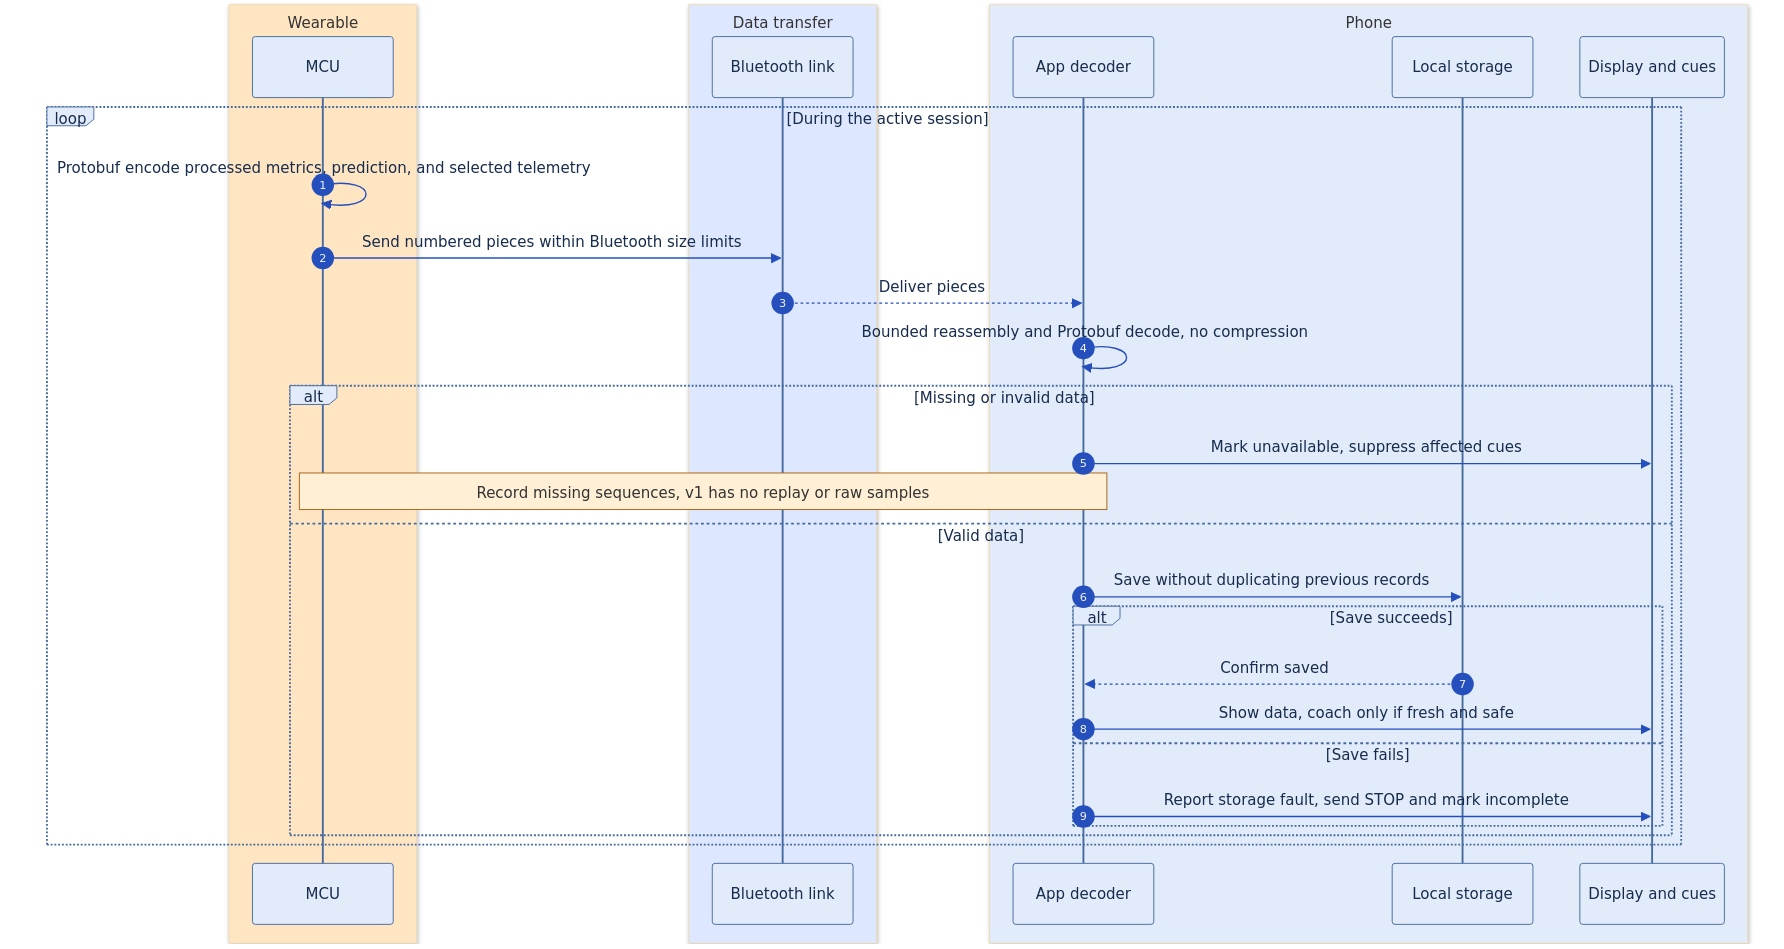 Wearable
Data transfer
Phone
MCU
Bluetooth link
App decoder
Local storage
Display and cues
loop
[During the active session]
Protobuf encode processed metrics, prediction, and selected telemetry
1
Send numbered pieces within Bluetooth size limits
2
Deliver pieces
3
Bounded reassembly and Protobuf decode, no compression
4
alt
[Missing or invalid data]
Mark unavailable, suppress affected cues
5
Record missing sequences, v1 has no replay or raw samples
[Valid data]
Save without duplicating previous records
6
alt
[Save succeeds]
Confirm saved
7
Show data, coach only if fresh and safe
8
[Save fails]
Report storage fault, send STOP and mark incomplete
9
MCU
Bluetooth link
App decoder
Local storage
Display and cues